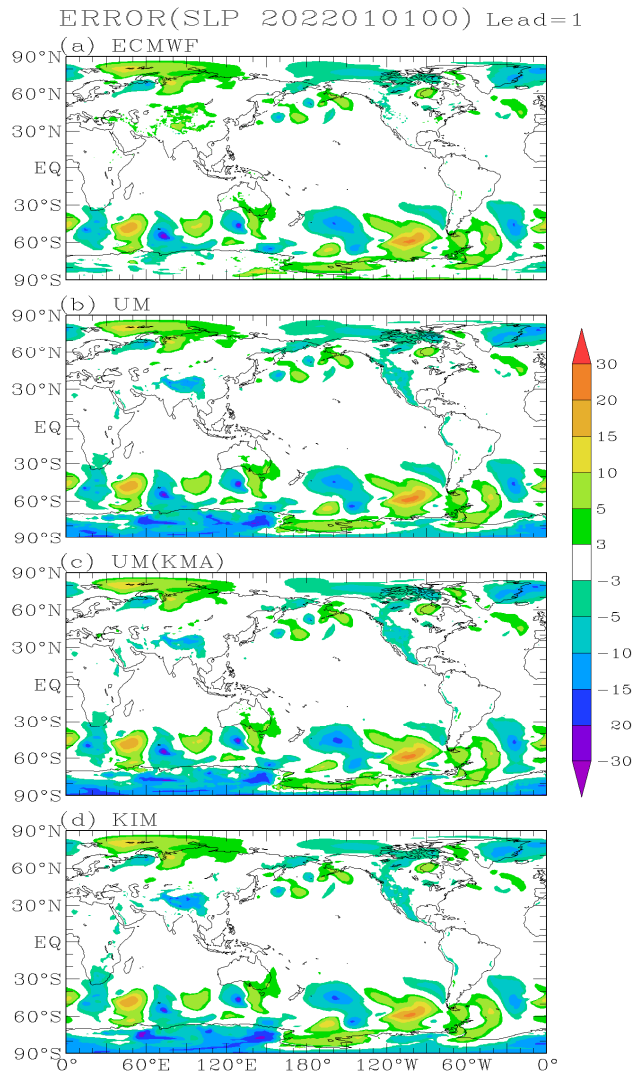 ERROR(SLP 2022010100) Lead=1
(a) ECMWF
90°N
60°N
30°N
EQ
30°S
60°S
90°S
(b) UM
90°N
60°N
30°N
EQ
30°S
60°S
90°S
(c) UM(KMA)
90°N
60°N
30°N
EQ
30°S
60°S
90°S
(d) KIM
90°N
60°N
30°N
EQ
30°S
60°S
90°S
0° 60°E 120°E 180° 120°W 60°W 0°
30
20
15
10
5
3
-3
-5
-10
-15
-20
-30